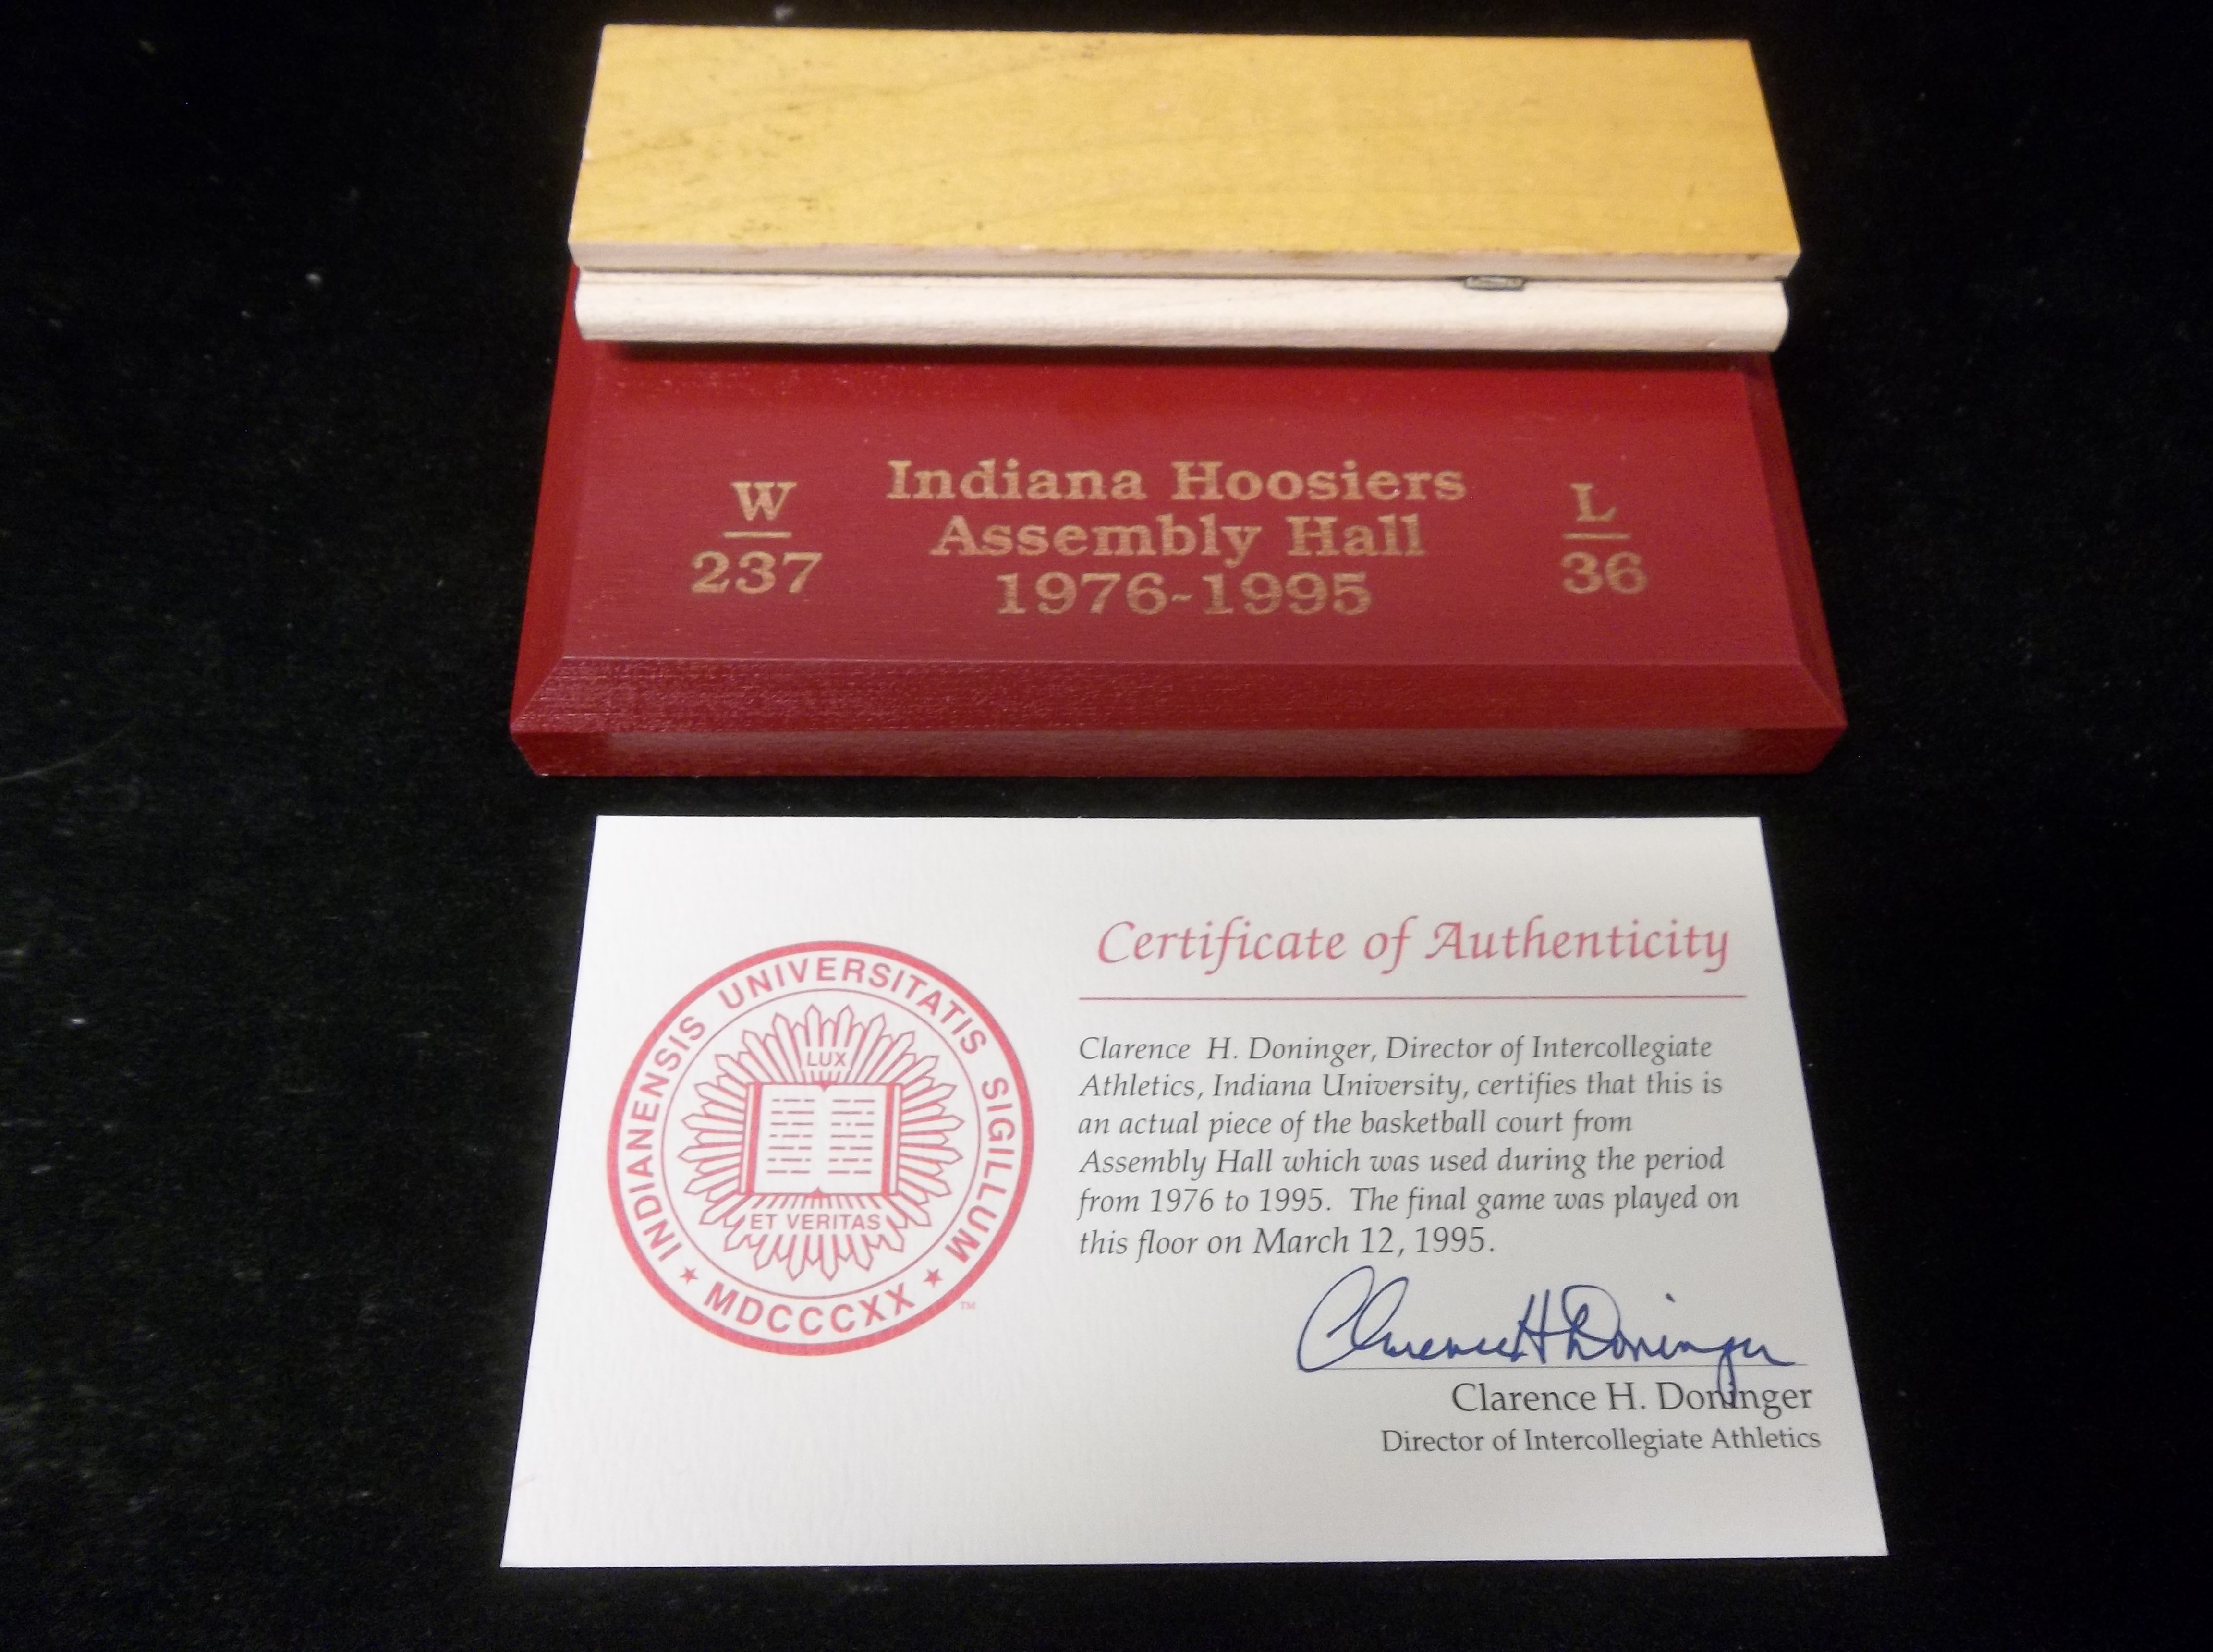 W
237
Indiana Hoosiers
Assembly Hall
1976-1995
L
36
Certificate of Authenticity
INDIANENSIS UNIVERSITATIS SIGILLUM
LUX
ET VERITAS
★ MDCCCXX ★
TM
Clarence H. Doninger, Director of Intercollegiate
Athletics, Indiana University, certifies that this is
an actual piece of the basketball court from
Assembly Hall which was used during the period
from 1976 to 1995. The final game was played on
this floor on March 12, 1995.
Clarence H Doninger
Clarence H. Doninger
Director of Intercollegiate Athletics